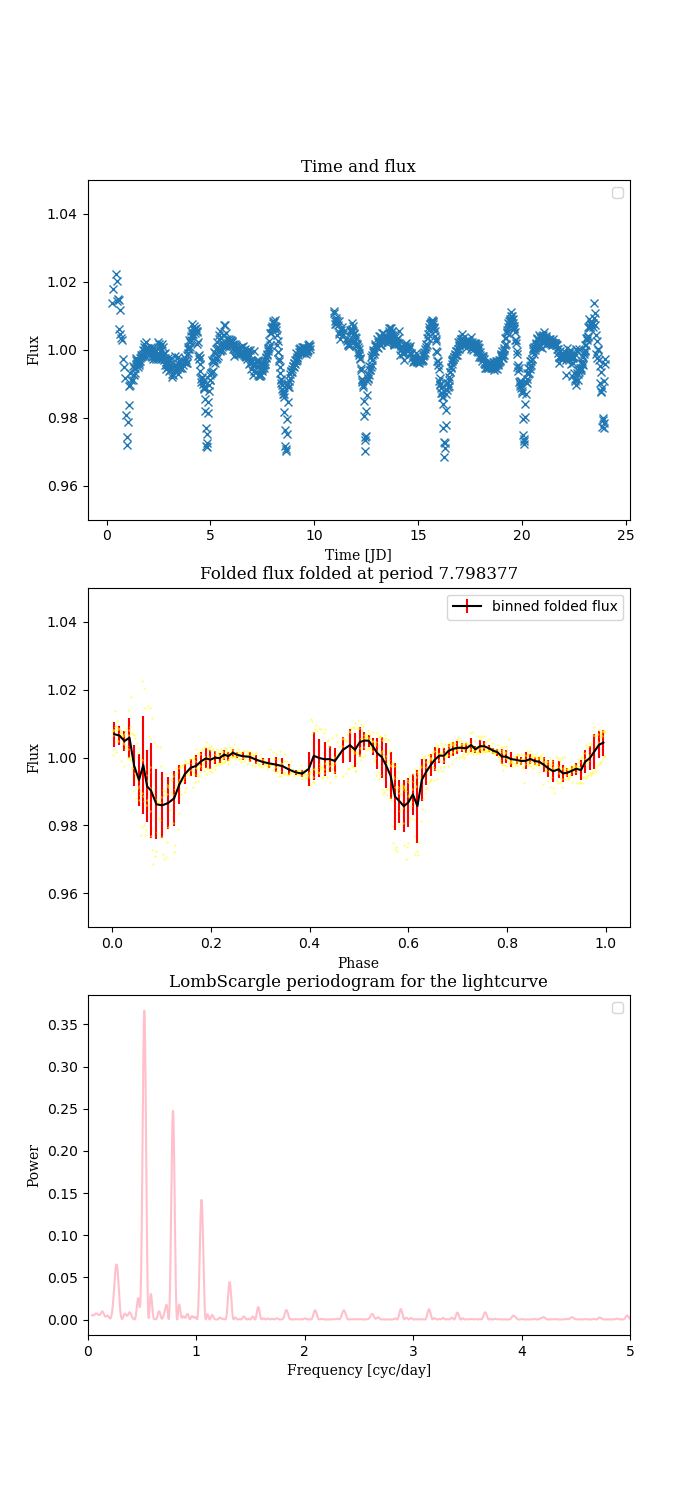 Time and flux
1.04
1.02
1.00
0.98
0.96
Flux
0 5 10 15 20 25
Time [JD]
Folded flux folded at period 7.798377
binned folded flux
1.04
1.02
1.00
0.98
0.96
Flux
0.0 0.2 0.4 0.6 0.8 1.0
Phase
LombScargle periodogram for the lightcurve
0.35
0.30
0.25
0.20
0.15
0.10
0.05
0.00
Power
0 1 2 3 4 5
Frequency [cyc/day]